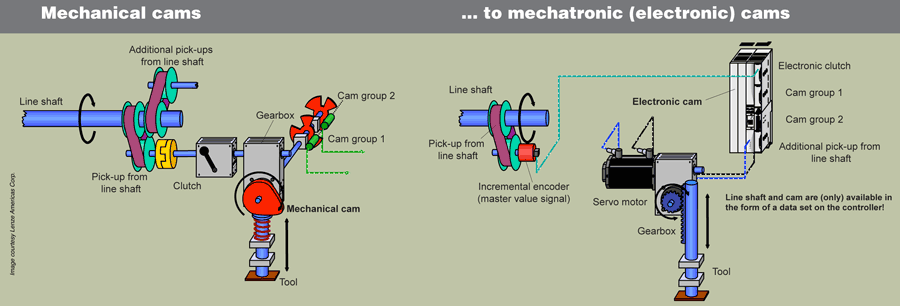 Mechanical cams
... to mechatronic (electronic) cams
Additional pick-ups
from line shaft
Line shaft
Pick-up from
line shaft
Clutch
Gearbox
Cam group 2
Cam group 1
Mechanical cam
Tool
Image courtesy Lenze Americas Corp.
Line shaft
Pick-up from
line shaft
Incremental encoder
(master value signal)
Servo motor
Gearbox
Tool
Electronic cam
Electronic clutch
Cam group 1
Cam group 2
Additional pick-up from
line shaft
Line shaft and cam are (only) available in
the form of a data set on the controller!